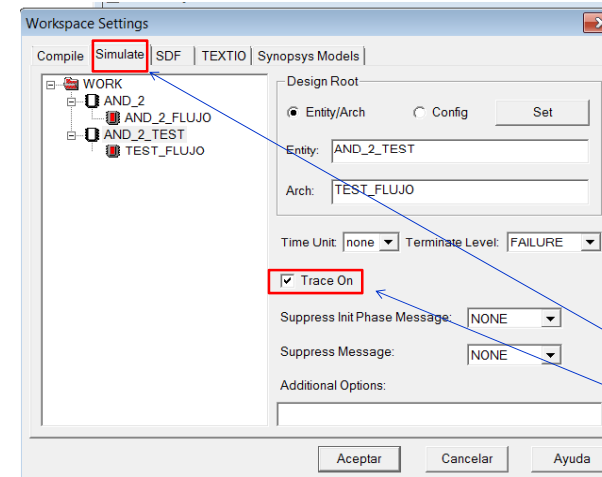 Workspace Settings
Compile Simulate SDF TEXTIO Synopsys Models
WORK
AND_2
AND_2_FLUJO
AND_2_TEST
TEST_FLUJO
Design Root
Entity/Arch Config Set
Entity: AND_2_TEST
Arch: TEST_FLUJO
Time Unit: none Terminate Level: FAILURE
Trace On
Suppress Init Phase Message: NONE
Suppress Message: NONE
Additional Options:
Aceptar Cancelar Ayuda